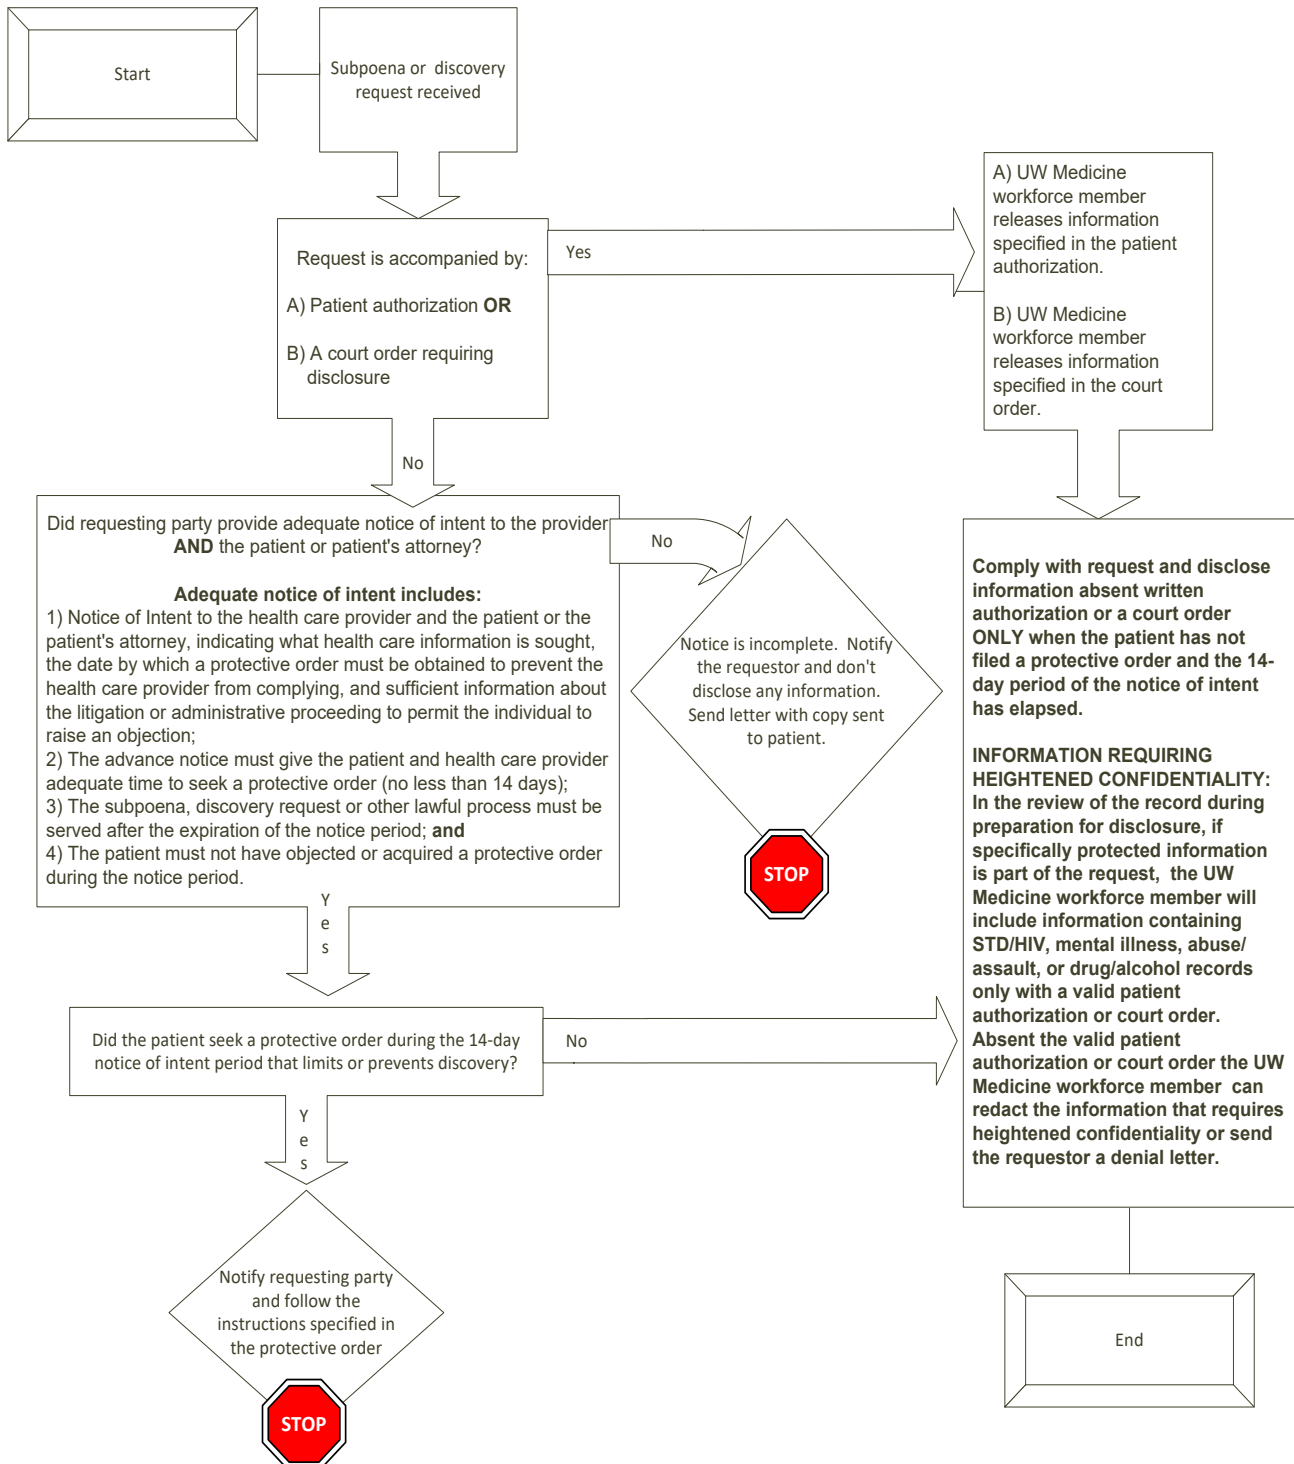 Start
Subpoena or discovery
request received
Request is accompanied by:
A) Patient authorization OR
B) A court order requiring
disclosure
Yes
A) UW Medicine
workforce member
releases information
specified in the patient
authorization.
B) UW Medicine
workforce member
releases information
specified in the court
order.
No
Did requesting party provide adequate notice of intent to the provider
AND the patient or patient's attorney?
Adequate notice of intent includes:
1) Notice of Intent to the health care provider and the patient or the
patient's attorney, indicating what health care information is sought,
the date by which a protective order must be obtained to prevent the
health care provider from complying, and sufficient information about
the litigation or administrative proceeding to permit the individual to
raise an objection;
2) The advance notice must give the patient and health care provider
adequate time to seek a protective order (no less than 14 days);
3) The subpoena, discovery request or other lawful process must be
served after the expiration of the notice period; and
4) The patient must not have objected or acquired a protective order
during the notice period.
No
Notice is incomplete. Notify
the requestor and don't
disclose any information.
Send letter with copy sent
to patient.
STOP
Comply with request and disclose
information absent written
authorization or a court order
ONLY when the patient has not
filed a protective order and the 14-
day period of the notice of intent
has elapsed.
INFORMATION REQUIRING
HEIGHTENED CONFIDENTIALITY:
In the review of the record during
preparation for disclosure, if
specifically protected information
is part of the request, the UW
Medicine workforce member will
include information containing
STD/HIV, mental illness, abuse/
assault, or drug/alcohol records
only with a valid patient
authorization or court order.
Absent the valid patient
authorization or court order the UW
Medicine workforce member can
redact the information that requires
heightened confidentiality or send
the requestor a denial letter.
Y
e
s
Did the patient seek a protective order during the 14-day
notice of intent period that limits or prevents discovery?
No
Y
e
s
Notify requesting party
and follow the
instructions specified in
the protective order
STOP
End